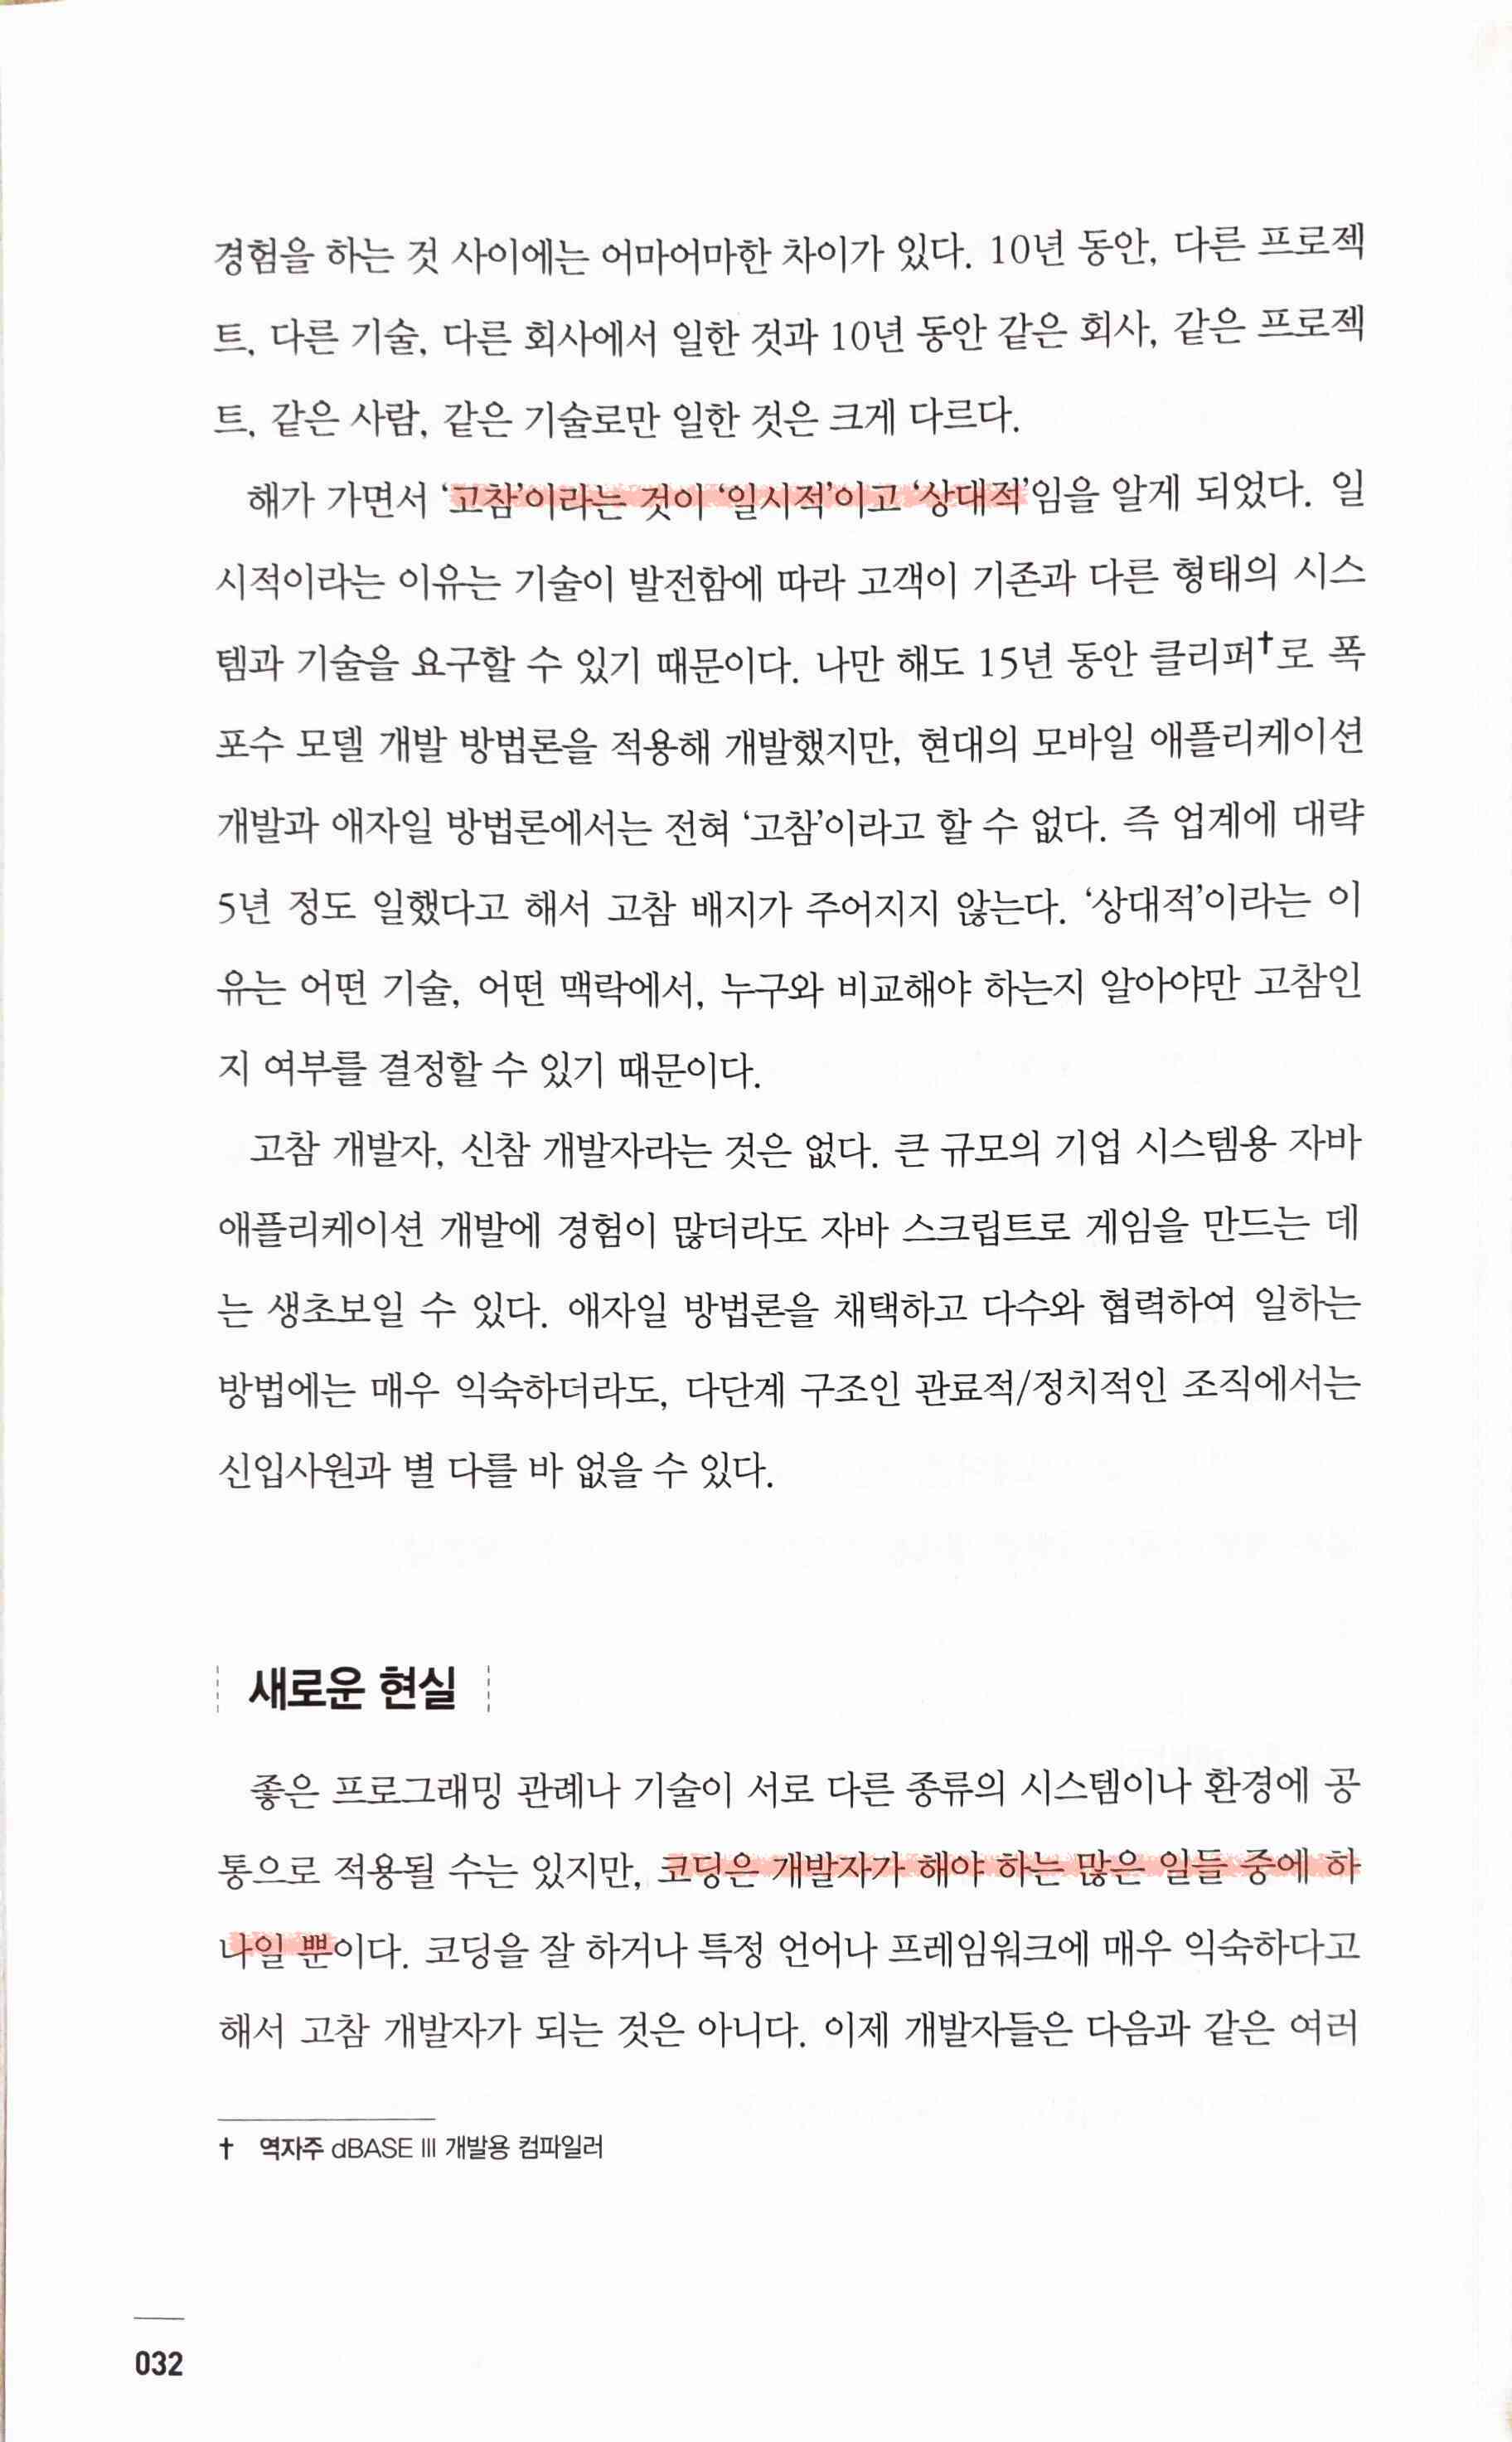 경험을 하는 것 사이에는 어마어마한 차이가 있다. 10년 동안, 다른 프로젝
트, 다른 기술, 다른 회사에서 일한 것과 10년 동안 같은 회사, 같은 프로젝
트, 같은 사람, 같은 기술로만 일한 것은 크게 다르다.
해가 가면서 ‘고참’이라는 것이 ‘일시적’이고 ‘상대적’임을 알게 되었다. 일
시적이라는 이유는 기술이 발전함에 따라 고객이 기존과 다른 형태의 시스
템과 기술을 요구할 수 있기 때문이다. 나만 해도 15년 동안 클리퍼†로 폭
포수 모델 개발 방법론을 적용해 개발했지만, 현대의 모바일 애플리케이션
개발과 애자일 방법론에서는 전혀 ‘고참’이라고 할 수 없다. 즉 업계에 대략
5년 정도 일했다고 해서 고참 배지가 주어지지 않는다. ‘상대적’이라는 이
유는 어떤 기술, 어떤 맥락에서, 누구와 비교해야 하는지 알아야만 고참인
지 여부를 결정할 수 있기 때문이다.
고참 개발자, 신참 개발자라는 것은 없다. 큰 규모의 기업 시스템용 자바
애플리케이션 개발에 경험이 많더라도 자바 스크립트로 게임을 만드는 데
는 생초보일 수 있다. 애자일 방법론을 채택하고 다수와 협력하여 일하는
방법에는 매우 익숙하더라도, 다단계 구조인 관료적/정치적인 조직에서는
신입사원과 별 다를 바 없을 수 있다.
새로운 현실
좋은 프로그래밍 관례나 기술이 서로 다른 종류의 시스템이나 환경에 공
통으로 적용될 수는 있지만, 코딩은 개발자가 해야 하는 많은 일들 중에 하
나일 뿐이다. 코딩을 잘 하거나 특정 언어나 프레임워크에 매우 익숙하다고
해서 고참 개발자가 되는 것은 아니다. 이제 개발자들은 다음과 같은 여러
† 역자주 dBASE III 개발용 컴파일러
032